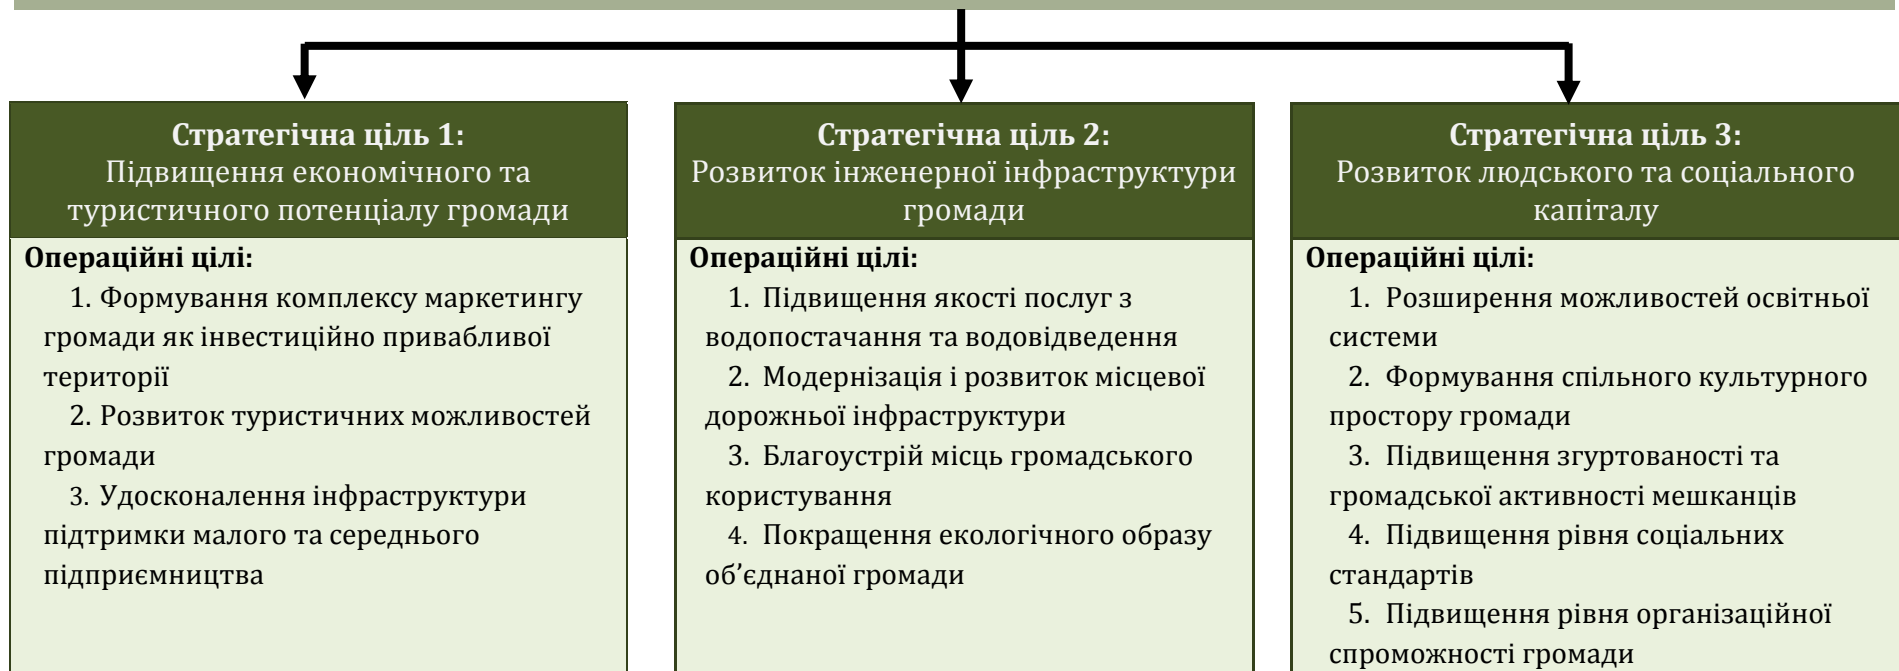 Стратегічна ціль 1:
Підвищення економічного та
туристичного потенціалу громади
Операційні цілі:
1. Формування комплексу маркетингу
громади як інвестиційно привабливої
території
2. Розвиток туристичних можливостей
громади
3. Удосконалення інфраструктури
підтримки малого та середнього
підприємництва
Стратегічна ціль 2:
Розвиток інженерної інфраструктури
громади
Операційні цілі:
1. Підвищення якості послуг з
водопостачання та водовідведення
2. Модернізація і розвиток місцевої
дорожньої інфраструктури
3. Благоустрій місць громадського
користування
4. Покращення екологічного образу
об’єднаної громади
Стратегічна ціль 3:
Розвиток людського та соціального
капіталу
Операційні цілі:
1. Розширення можливостей освітньої
системи
2. Формування спільного культурного
простору громади
3. Підвищення згуртованості та
громадської активності мешканців
4. Підвищення рівня соціальних
стандартів
5. Підвищення рівня організаційної
спроможності громади